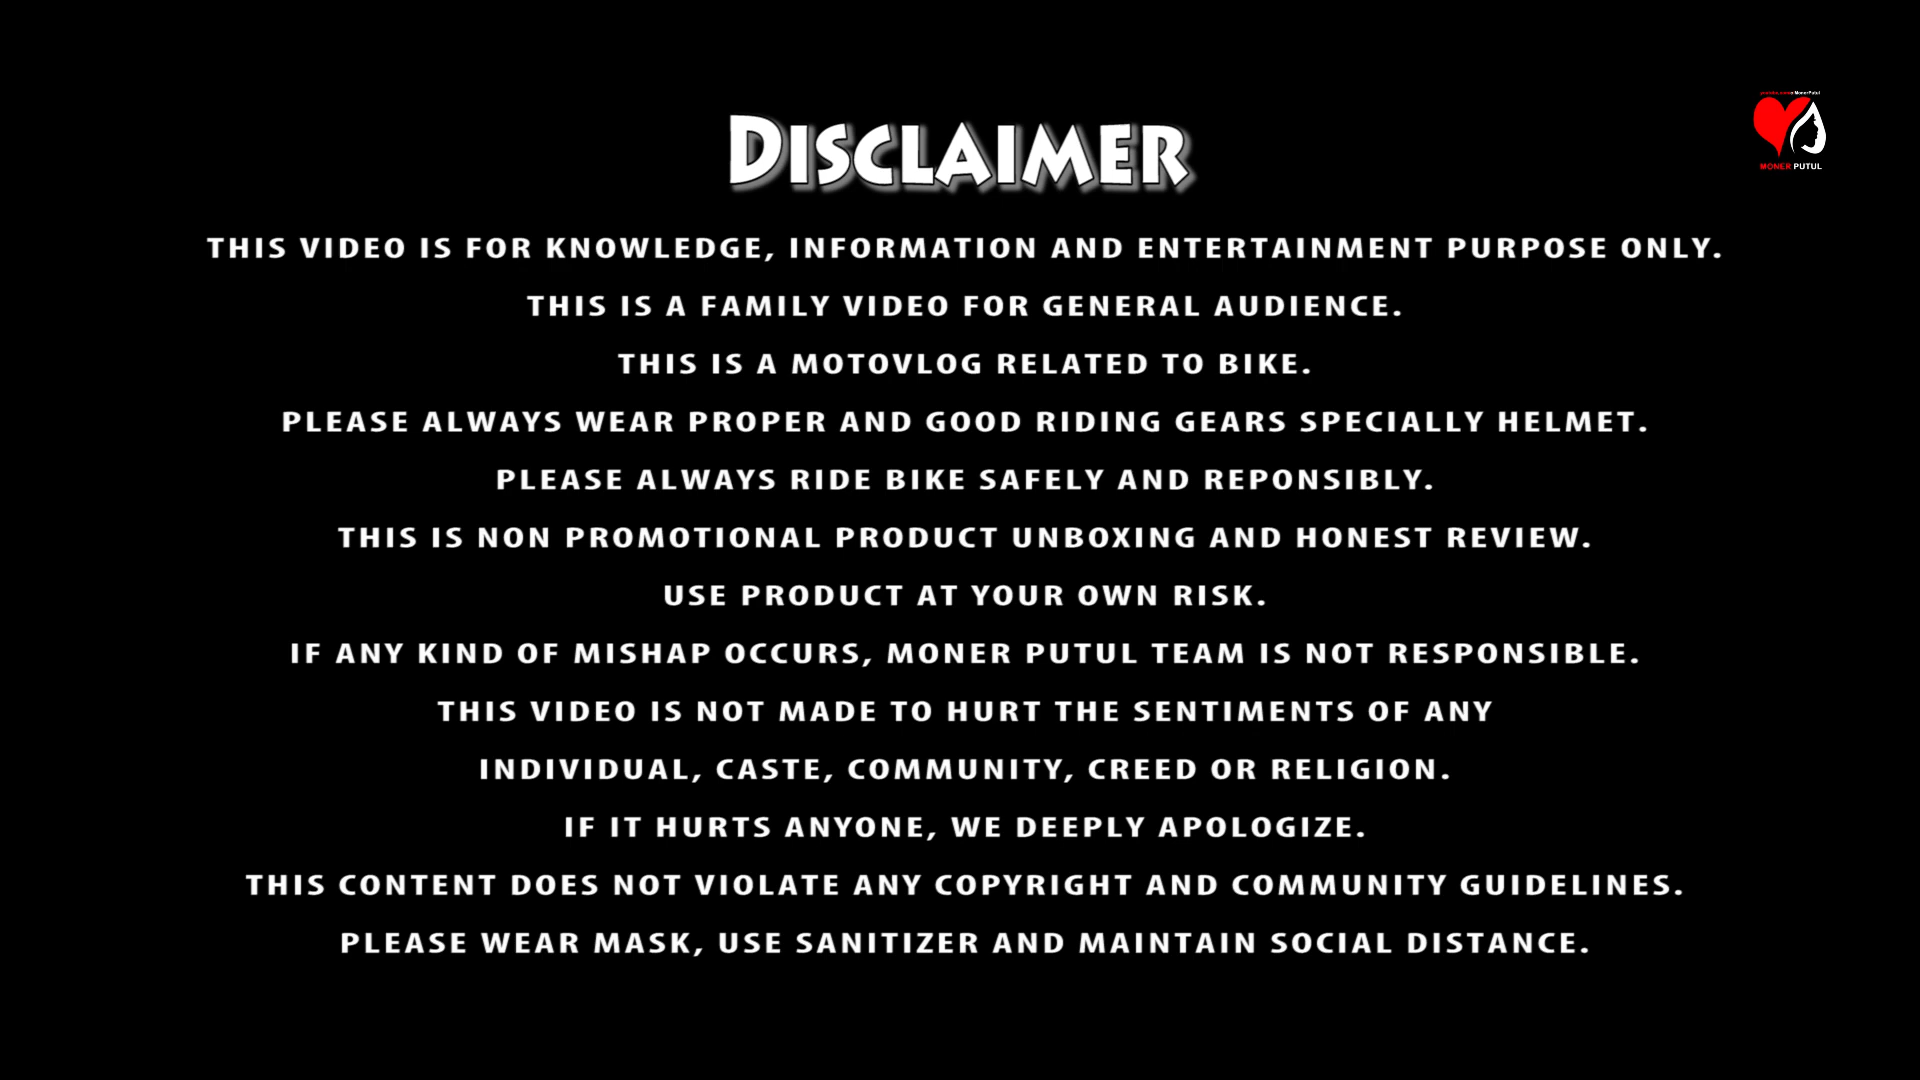 DISCLAIMER
MONER PUTUL
THIS VIDEO IS FOR KNOWLEDGE, INFORMATION AND ENTERTAINMENT PURPOSE ONLY.
THIS IS A FAMILY VIDEO FOR GENERAL AUDIENCE.
THIS IS A MOTOVLOG RELATED TO BIKE.
PLEASE ALWAYS WEAR PROPER AND GOOD RIDING GEARS SPECIALLY HELMET.
PLEASE ALWAYS RIDE BIKE SAFELY AND REPONSIBLY.
THIS IS NON PROMOTIONAL PRODUCT UNBOXING AND HONEST REVIEW.
USE PRODUCT AT YOUR OWN RISK.
IF ANY KIND OF MISHAP OCCURS, MONER PUTUL TEAM IS NOT RESPONSIBLE.
THIS VIDEO IS NOT MADE TO HURT THE SENTIMENTS OF ANY
INDIVIDUAL, CASTE, COMMUNITY, CREED OR RELIGION.
IF IT HURTS ANYONE, WE DEEPLY APOLOGIZE.
THIS CONTENT DOES NOT VIOLATE ANY COPYRIGHT AND COMMUNITY GUIDELINES.
PLEASE WEAR MASK, USE SANITIZER AND MAINTAIN SOCIAL DISTANCE.